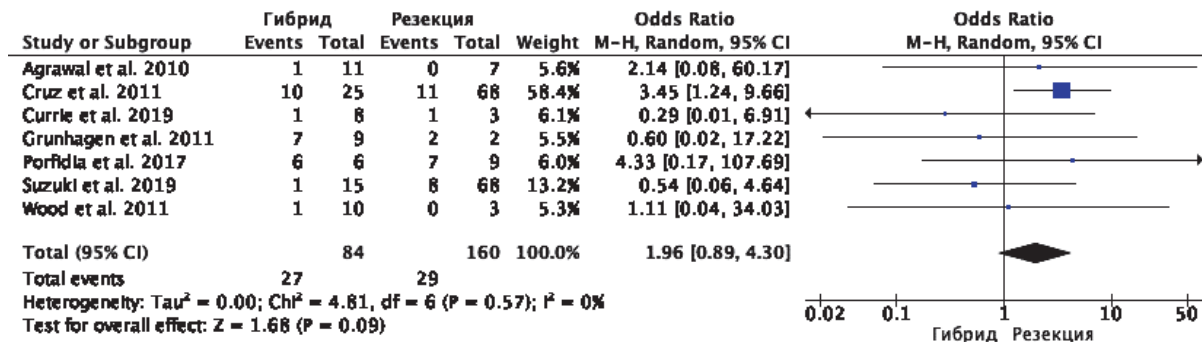 Гибрид Резекция Odds Ratio Odds Ratio
Study or Subgroup Events Total Events Total Weight M-H, Random, 95% CI M-H, Random, 95% CI
Agrawal et al. 2010 1 11 0 7 5.6% 2.14 [0.08, 60.17]
Cruz et al. 2011 10 25 11 68 58.4% 3.45 [1.24, 9.66]
Currie et al. 2019 1 8 1 3 6.1% 0.29 [0.01, 6.91]
Grunhagen et al. 2011 7 9 2 2 5.5% 0.60 [0.02, 17.22]
Porfidia et al. 2017 6 6 7 9 6.0% 4.33 [0.17, 107.69]
Suzuki et al. 2019 1 15 8 68 13.2% 0.54 [0.06, 4.64]
Wood et al. 2011 1 10 0 3 5.3% 1.11 [0.04, 34.03]
Total (95% CI) 84 160 100.0% 1.96 [0.89, 4.30]
Total events 27 29
Heterogeneity: Tau² = 0.00; Chi² = 4.81, df = 6 (P = 0.57); I² = 0%
Test for overall effect: Z = 1.68 (P = 0.09)
0.02 0.1 1 10 50
Гибрид Резекция